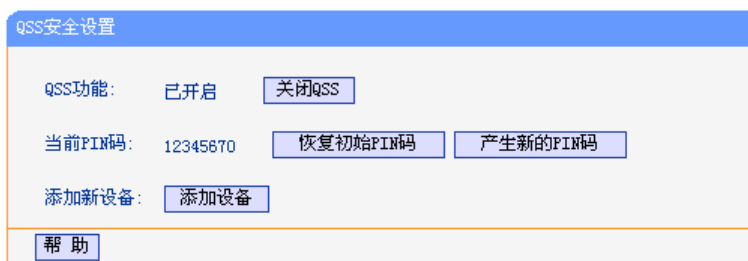 QSS安全设置
QSS功能: 已开启 关闭QSS
当前PIN码: 12345670 恢复初始PIN码 产生新的PIN码
添加新设备: 添加设备
帮 助